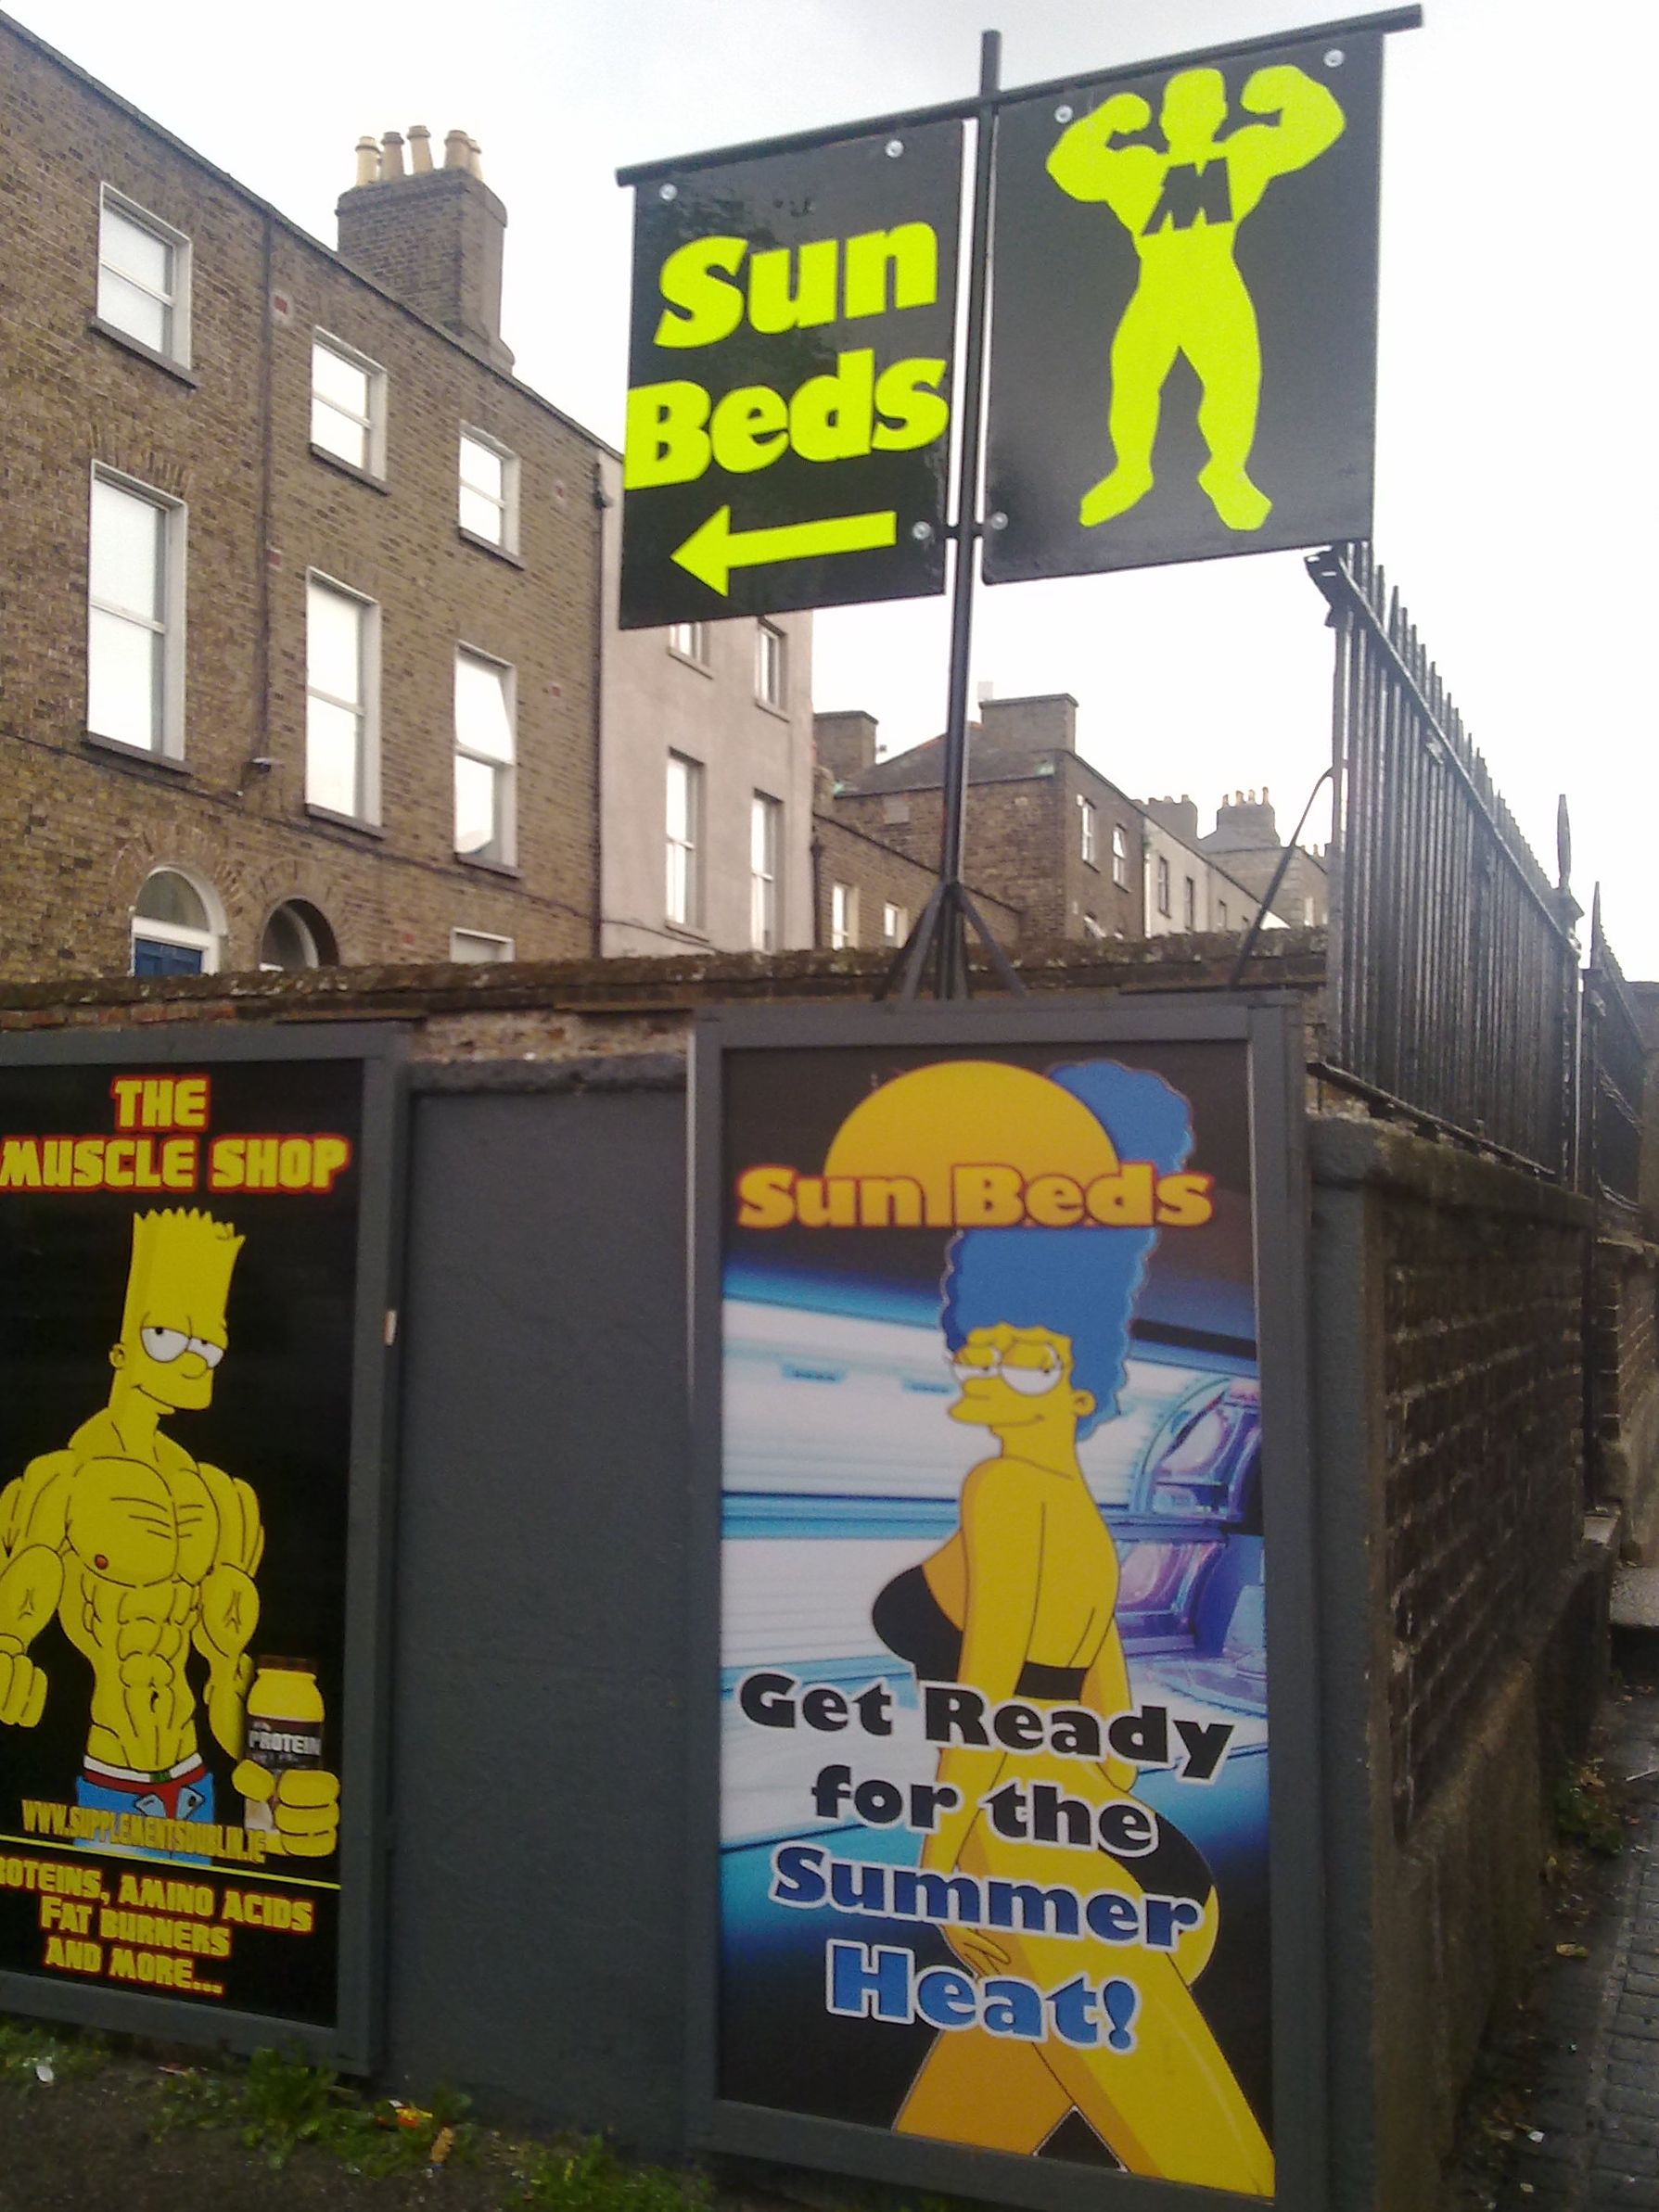 Sun
Beds
M
THE
MUSCLE SHOP
PROTEIN
WWW.SUPPLEMENTSDUBLIN.IE
ROTEINS, AMINO ACIDS
FAT BURNERS
AND MORE...
Sun Beds
Get Ready
for the
Summer
Heat!